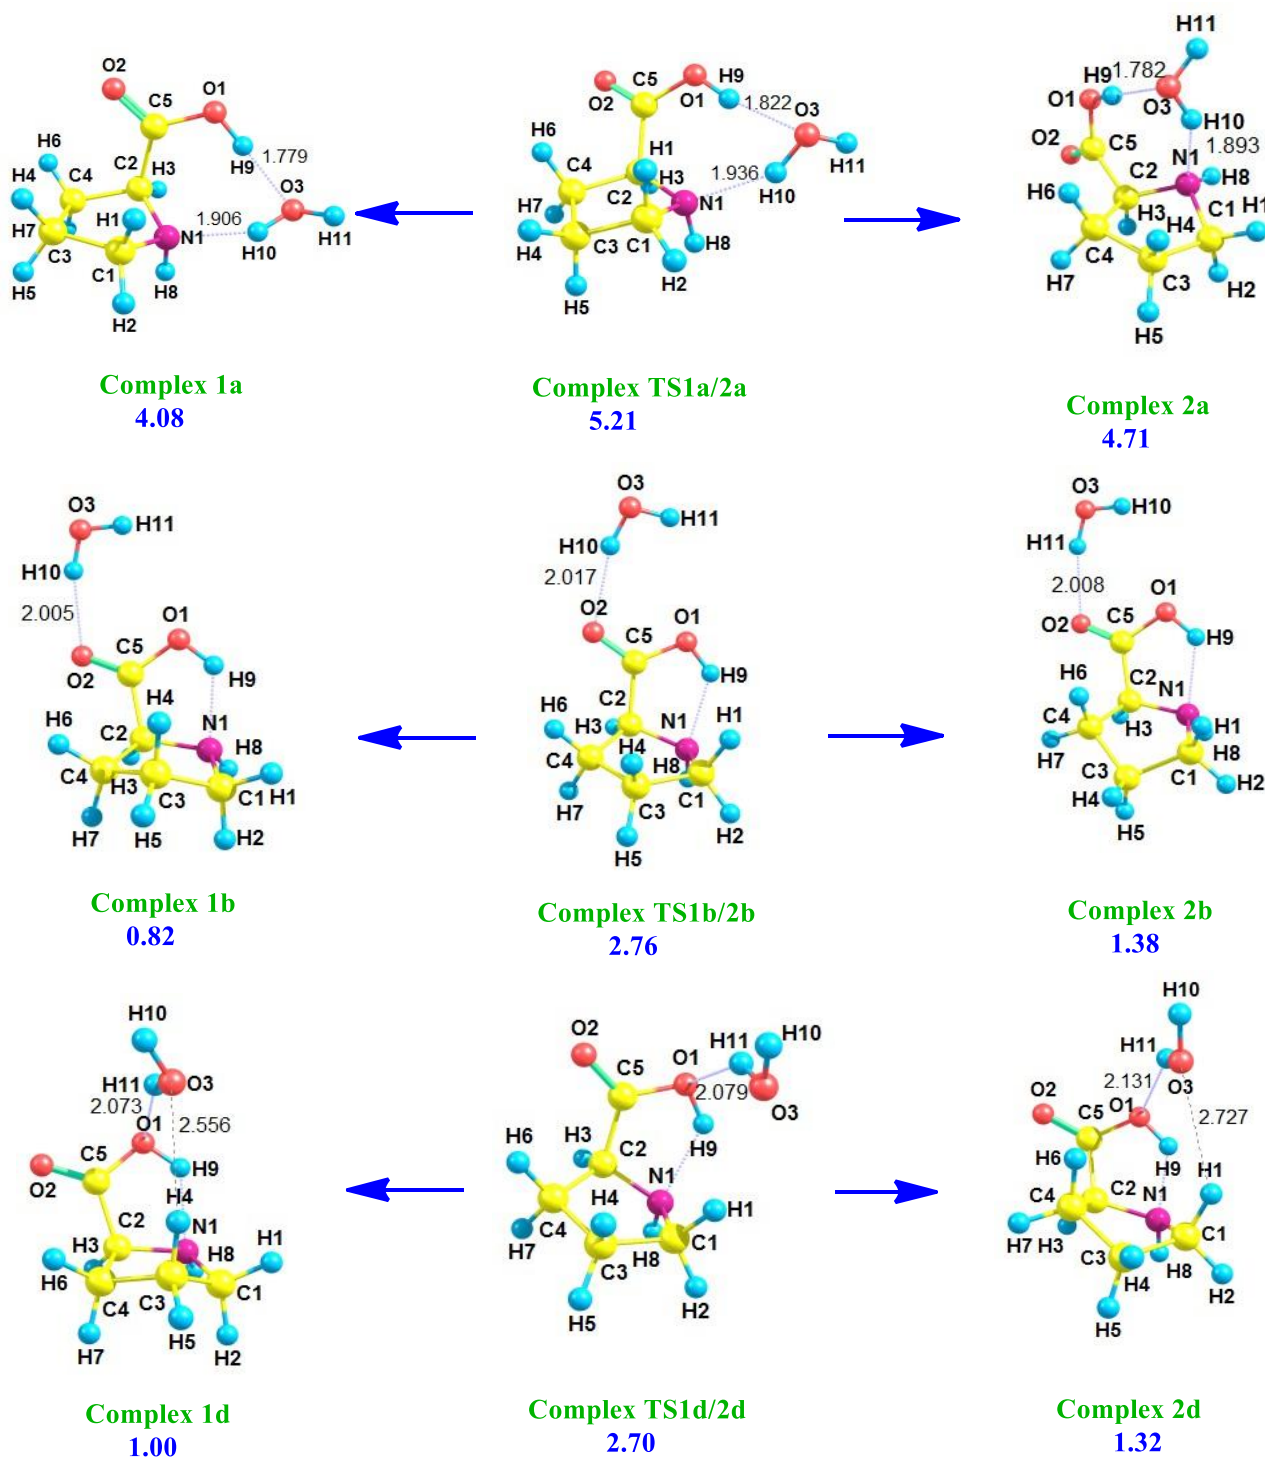 O2
C5
O1
H6
H9
1.779
H4
C4
C2
H3
O3
H1
1.906
H7
N1
H11
C3
C1
H10
H5
H8
H2
Complex 1a
4.08
C5
H9
O2
O1
1.822
O3
H6
H1
H11
C4
H3
1.936
H10
H7
C2
N1
H4
C3
C1
H8
H2
H5
Complex TS1a/2a
5.21
H11
H9
1.782
O1
O3
H10
O2
C5
1.893
N1
C2
H6
H8
H3
C1
H1
H4
C4
C3
H7
H2
H5
Complex 2a
4.71
O3
H11
H10
2.005
O1
C5
O2
H9
H4
N1
H6
C2
H8
C4
H3
C3
C1
H1
H7
H5
H2
Complex 1b
0.82
O3
H11
H10
2.017
O2
O1
C5
H9
C2
H6
H3
N1
H1
H4
C4
H8
H7
C3
C1
H2
H5
Complex TS1b/2b
2.76
O3
H10
H11
2.008
O1
O2
C5
H9
H6
C2
N1
C4
H3
H1
H7
H8
C3
C1
H2
H4
H5
Complex 2b
1.38
H10
H11
O3
2.073
O1
2.556
C5
H9
O2
H4
C2
N1
H3
H8
H1
H6
C4
C3
C1
H7
H5
H2
Complex 1d
1.00
O2
H10
H11
C5
O1
2.079
O3
H6
H3
C2
H9
N1
H4
C4
H1
H7
H8
C1
C3
H2
H5
Complex TS1d/2d
2.70
H10
H11
2.131
O3
O2
O1
C5
2.727
H6
H9
H1
C4
C2
N1
H7
H3
C1
C3
H4
H8
H2
H5
Complex 2d
1.32